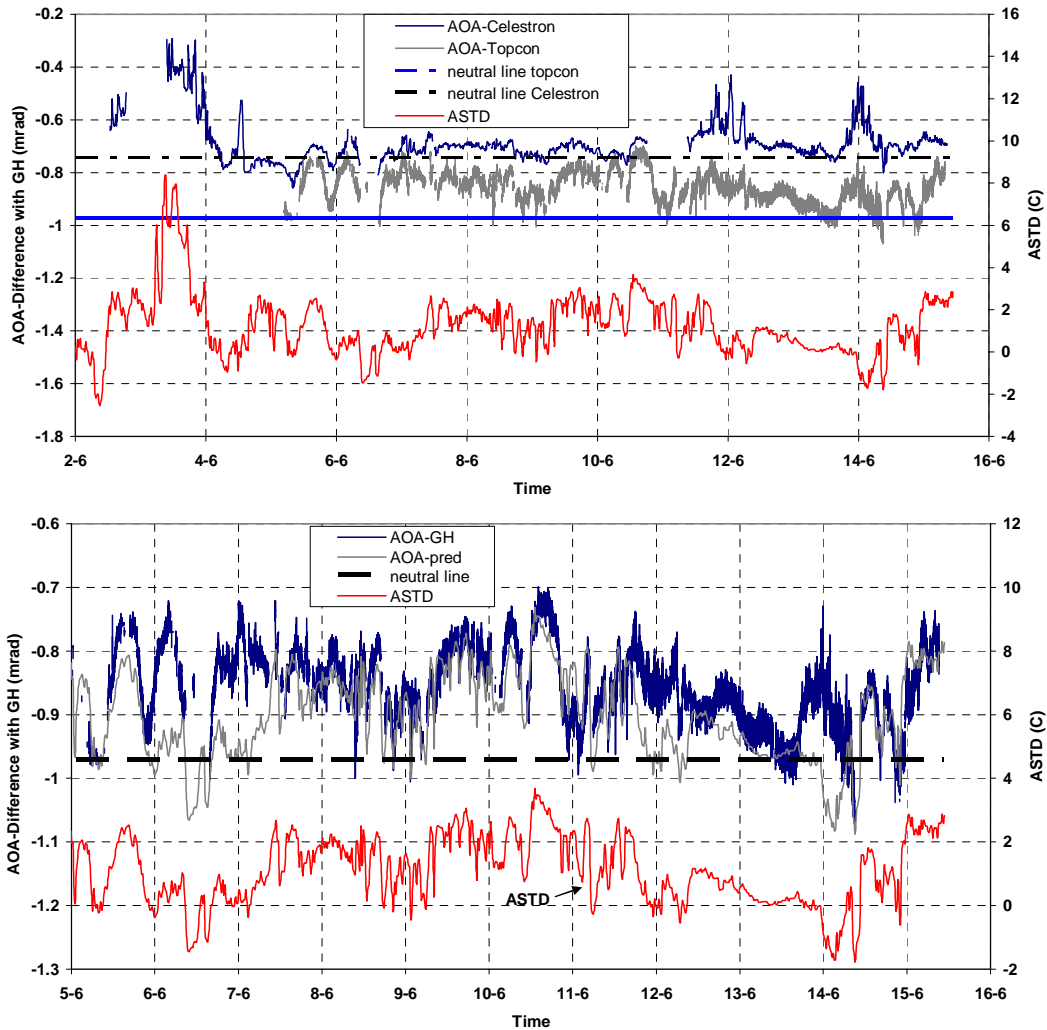 AOA-Difference with GH (mrad)
-0.2
-0.4
-0.6
-0.8
-1
-1.2
-1.4
-1.6
-1.8
AOA-Celestron
AOA-Topcon
neutral line topcon
neutral line Celestron
ASTD
16
14
12
10
8
6
4
2
0
-2
-4
ASTD (C)
2-6 4-6 6-6 8-6 10-6 12-6 14-6 16-6
Time
AOA-Difference with GH (mrad)
-0.6
-0.7
-0.8
-0.9
-1
-1.1
-1.2
-1.3
AOA-GH
AOA-pred
neutral line
ASTD
ASTD
12
10
8
6
4
2
0
-2
ASTD (C)
5-6 6-6 7-6 8-6 9-6 10-6 11-6 12-6 13-6 14-6 15-6 16-6
Time